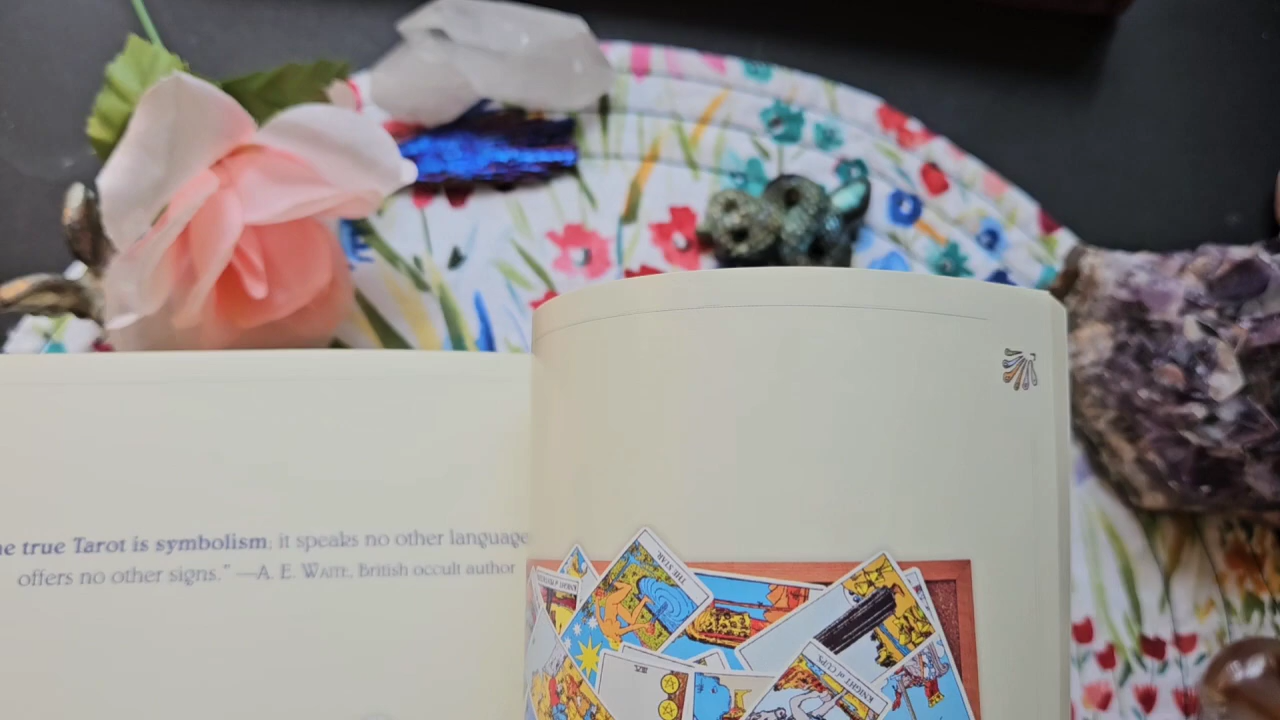 he true Tarot is symbolism; it speaks no other language
offers no other signs." —A. E. WAITE, British occult author
THE STAR.
KNIGHT of CUPS.